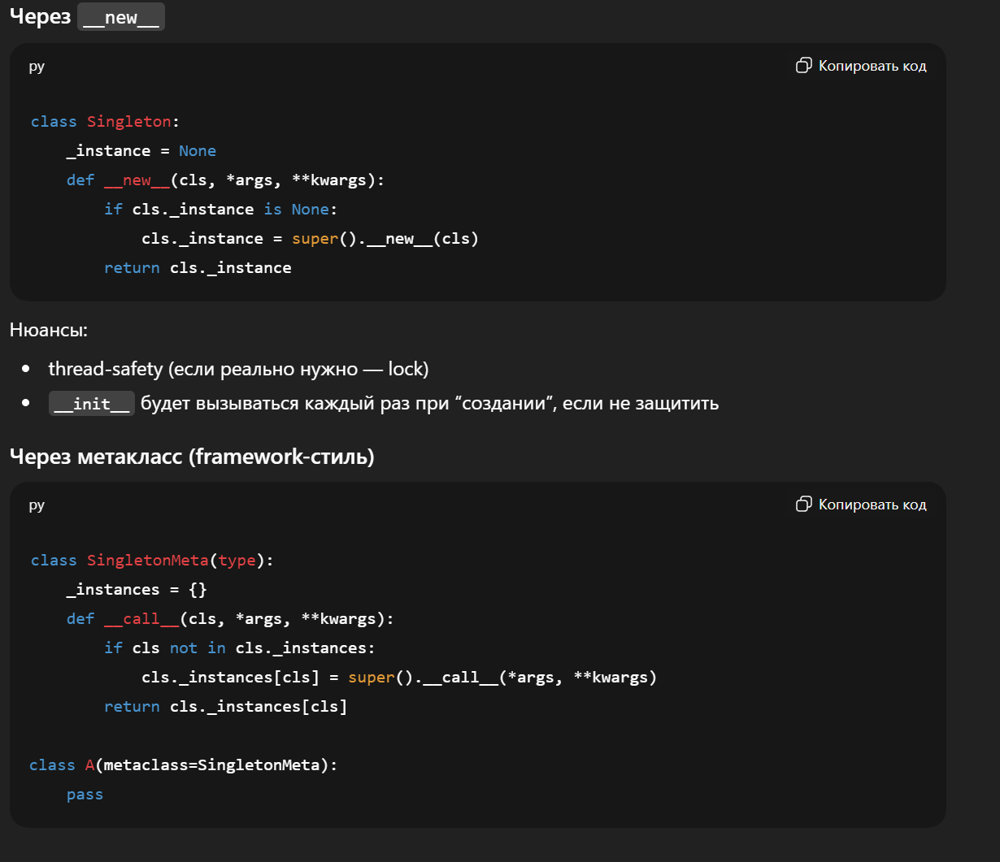 Через __new__
py
Копировать код
class Singleton:
    _instance = None
    def __new__(cls, *args, **kwargs):
        if cls._instance is None:
            cls._instance = super().__new__(cls)
        return cls._instance
Нюансы:
• thread-safety (если реально нужно — lock)
• __init__ будет вызываться каждый раз при “создании”, если не защитить
Через метакласс (framework-стиль)
py
Копировать код
class SingletonMeta(type):
    _instances = {}
    def __call__(cls, *args, **kwargs):
        if cls not in cls._instances:
            cls._instances[cls] = super().__call__(*args, **kwargs)
        return cls._instances[cls]
class A(metaclass=SingletonMeta):
    pass